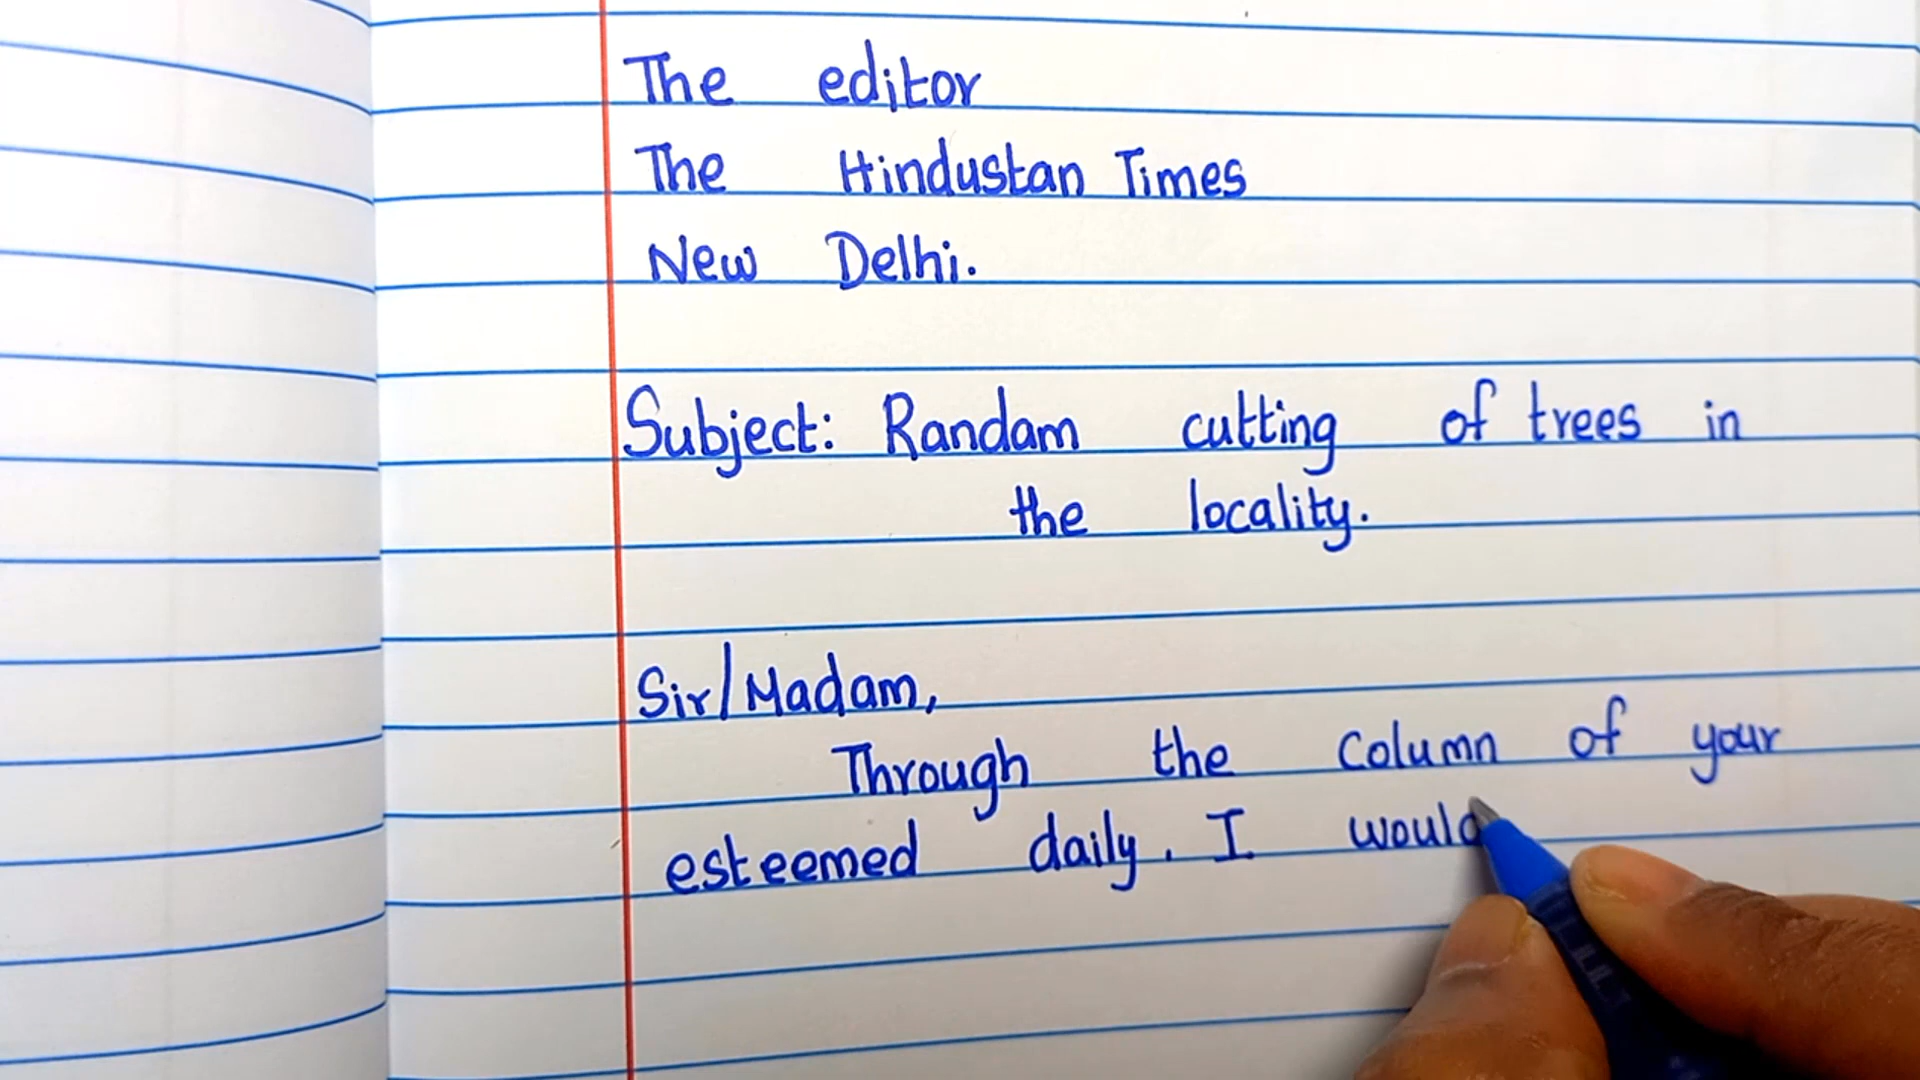 The editor
The Hindustan Times
New Delhi.
Subject: Randam cutting of trees in
the locality.
Sir/Madam,
Through the column of your
esteemed daily. I would